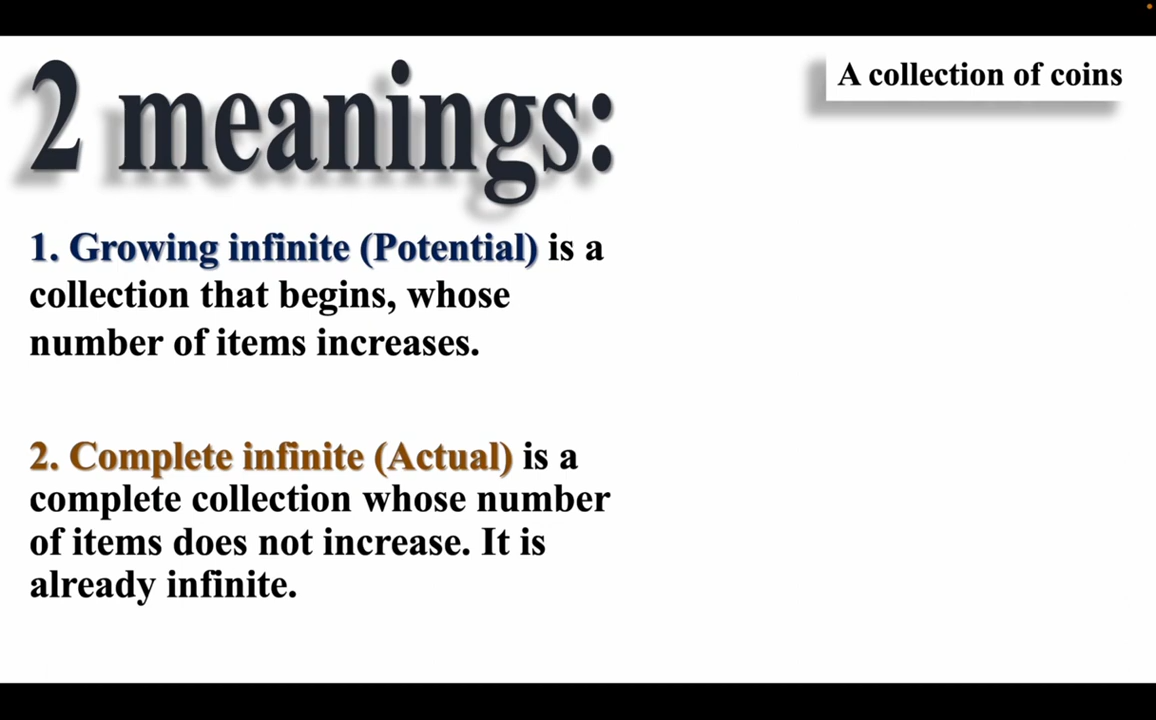 2 meanings:
A collection of coins
1. Growing infinite (Potential) is a
collection that begins, whose
number of items increases.
2. Complete infinite (Actual) is a
complete collection whose number
of items does not increase. It is
already infinite.